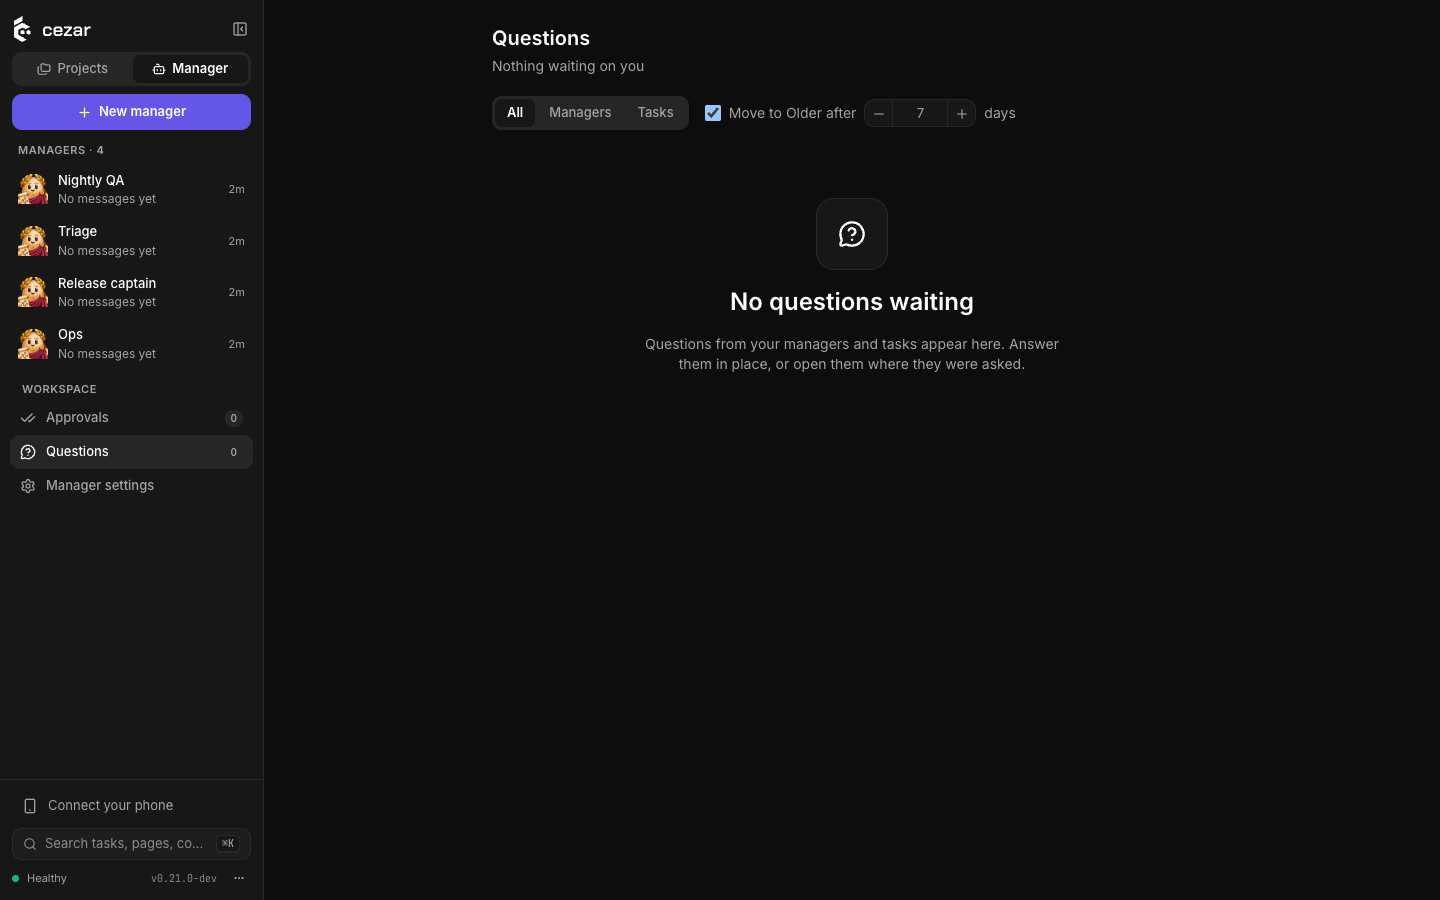 cezar
Projects
Manager
New manager
MANAGERS · 4
Nightly QA
No messages yet
2m
Triage
No messages yet
2m
Release captain
No messages yet
2m
Ops
No messages yet
2m
WORKSPACE
Approvals
0
Questions
0
Manager settings
Connect your phone
Search tasks, pages, co...
⌘K
Healthy
v0.21.0-dev
Questions
Nothing waiting on you
All
Managers
Tasks
Move to Older after
7
days
No questions waiting
Questions from your managers and tasks appear here. Answer
them in place, or open them where they were asked.